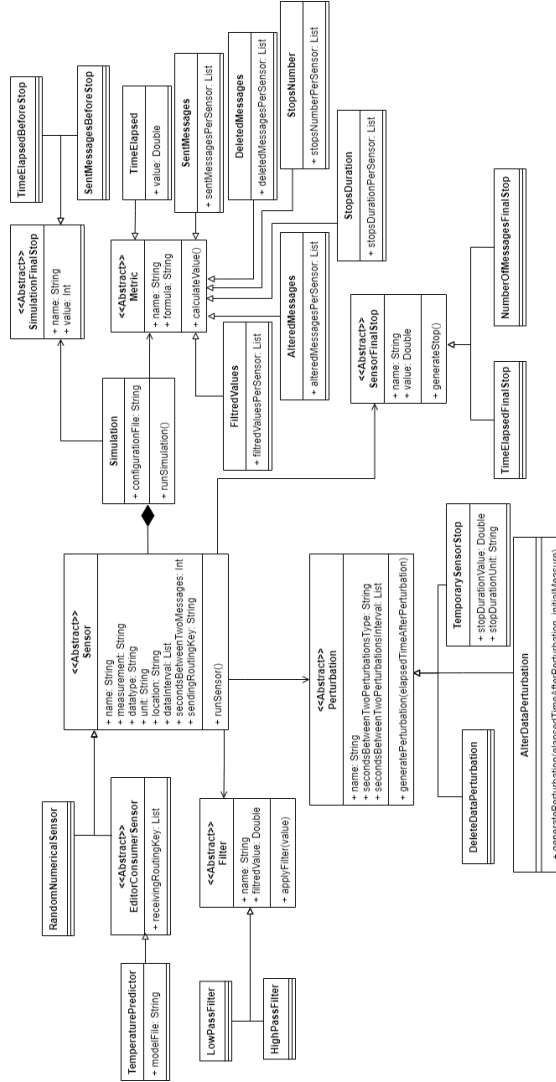 TimeElapsedBeforeStop
SentMessagesBeforeStop
<<Abstract>>
SimulationFinalStop
+ name: String
+ value: Int
TimeElapsed
+ value: Double
SentMessages
+ sentMessagesPerSensor: List
DeletedMessages
+ deletedMessagesPerSensor: List
StopsNumber
+ stopsNumberPerSensor: List
StopsDuration
+ stopsDurationPerSensor: List
<<Abstract>>
Metric
+ name: String
+ formula: String
+ calculateValue()
Simulation
+ configurationFile: String
+ runSimulation()
FiltredValues
+ filtredValuesPerSensor: List
AlteredMessages
+ alteredMessagesPerSensor: List
<<Abstract>>
SensorFinalStop
+ name: String
+ value: Double
+ generateStop()
NumberOfMessagesFinalStop
TimeElapsedFinalStop
<<Abstract>>
Sensor
+ name: String
+ measurement: String
+ datatype: String
+ unit: String
+ location: String
+ dataInterval: List
+ secondsBetweenTwoMessages: Int
+ sendingRoutingKey: String
+ runSensor()
RandomNumericalSensor
<<Abstract>>
EditorConsumerSensor
+ receivingRoutingKey: List
TemperaturePredictor
+ modelFile: String
<<Abstract>>
Filter
+ name: String
+ filtredValue: Double
+ applyFilter(value)
LowPassFilter
HighPassFilter
<<Abstract>>
Perturbation
+ name: String
+ secondsBetweenTwoPerturbationsType: String
+ secondsBetweenTwoPerturbationsInterval: List
+ generatePerturbation(elapsedTimeAfterPerturbation)
TemporarySensorStop
+ stopDurationValue: Double
+ stopDurationUnit: String
DeleteDataPerturbation
AlterDataPerturbation
+ generatePerturbation(elapsedTimeAfterPerturbation, initialMeasure)